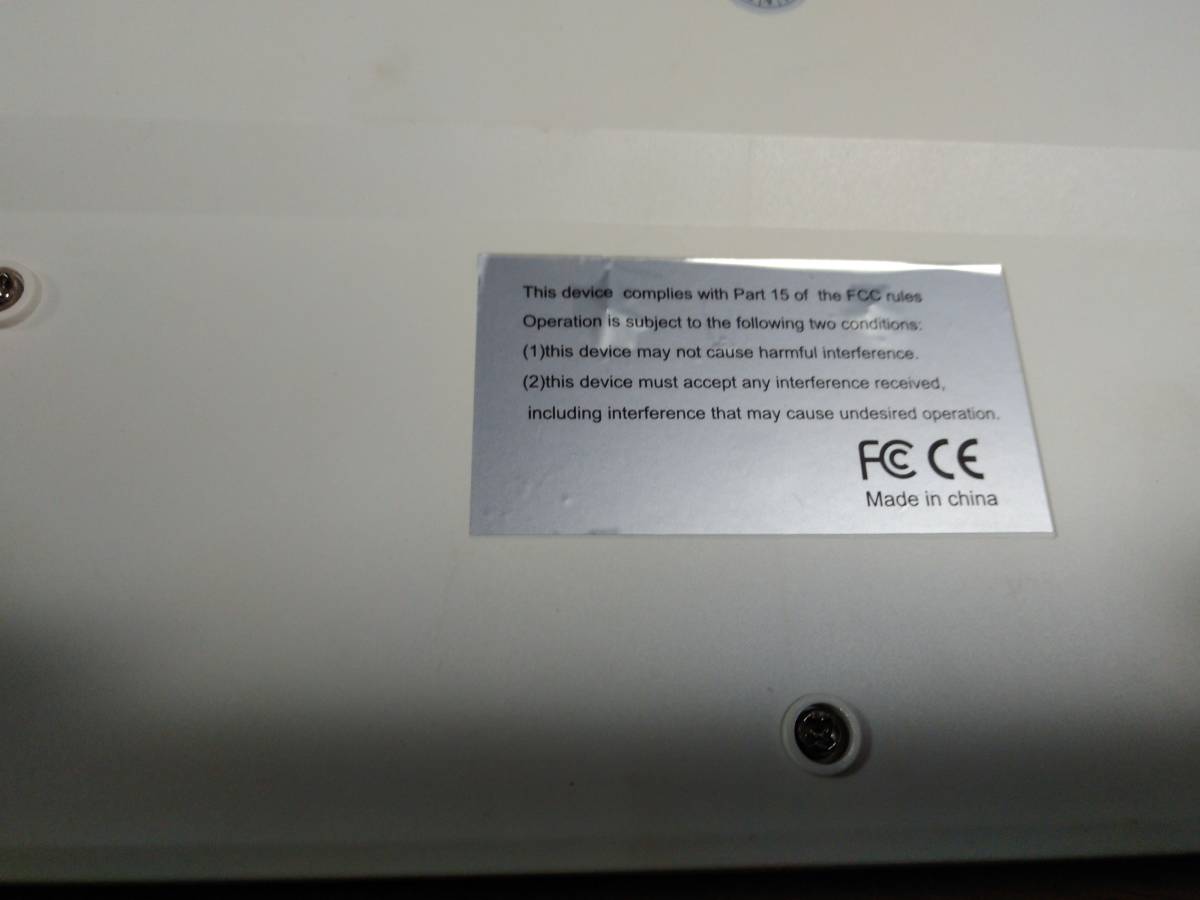 This device complies with Part 15 of the FCC rules
Operation is subject to the following two conditions:
(1)this device may not cause harmful interference.
(2)this device must accept any interference received,
including interference that may cause undesired operation.
FC CE
Made in china